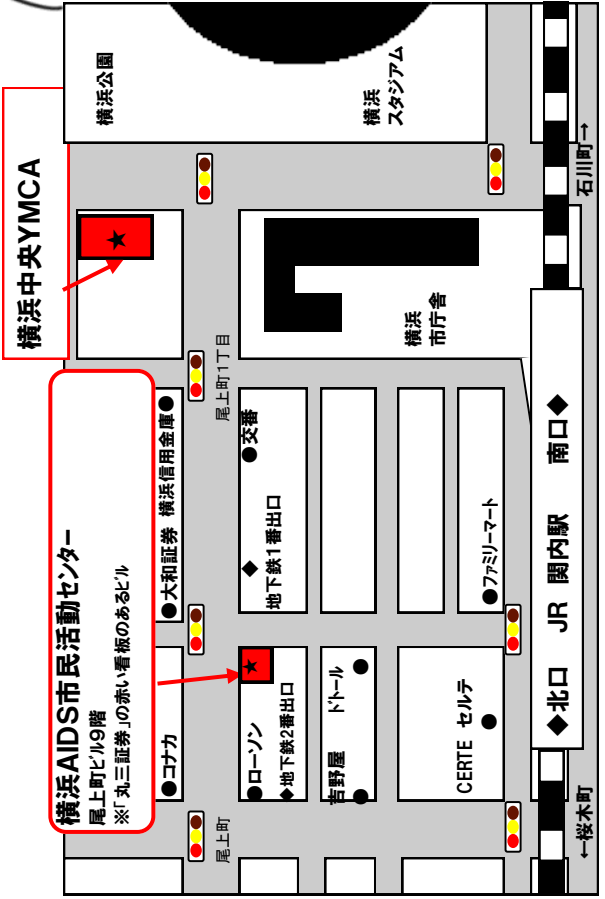 横浜公園
横浜
スタジアム
石川町→
横浜中央YMCA
★
横浜
市庁舎
尾上町1丁目
横浜AIDS市民活動センター
尾上町ビル9階
※「丸三証券」の赤い看板のあるビル
●大和証券 横浜信用金庫●
●交番
◆
地下鉄1番出口
●ファミリーマート
◆北口 JR 関内駅 南口◆
●コナカ
★
●ローソン
◆地下鉄2番出口
吉野屋 ドトール
CERTE セルテ
尾上町
←桜木町